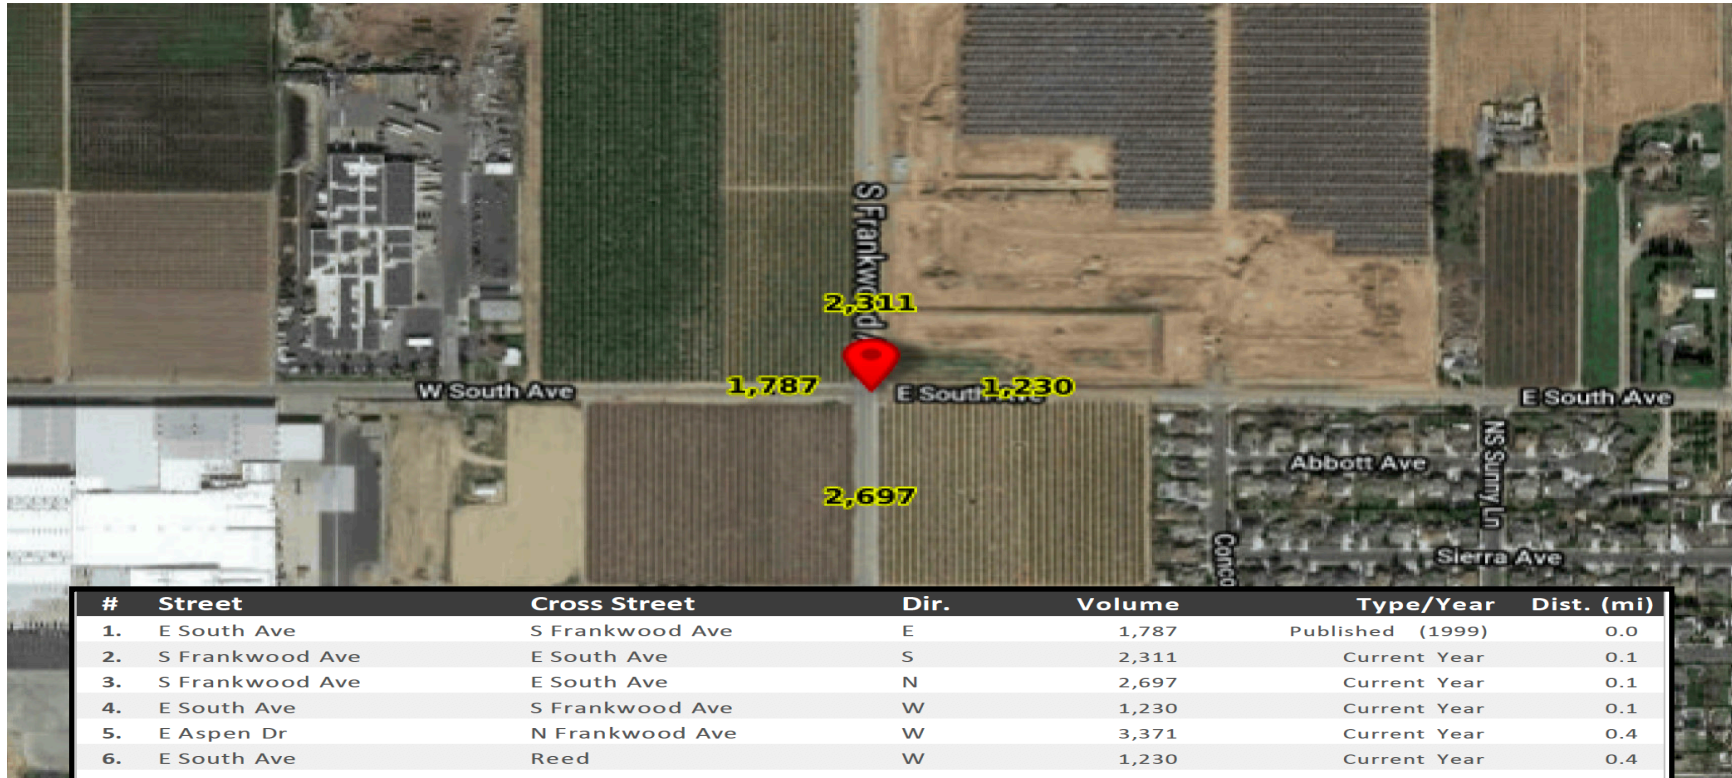 S Frankwood A
2,311
W South Ave
1,787
E South Ave
1,230
E South Ave
NS Sunny Ln
Abbott Ave
2,697
Conco
Sierra Ave
# Street Cross Street Dir. Volume Type/Year Dist. (mi)
1. E South Ave S Frankwood Ave E 1,787 Published (1999) 0.0
2. S Frankwood Ave E South Ave S 2,311 Current Year 0.1
3. S Frankwood Ave E South Ave N 2,697 Current Year 0.1
4. E South Ave S Frankwood Ave W 1,230 Current Year 0.1
5. E Aspen Dr N Frankwood Ave W 3,371 Current Year 0.4
6. E South Ave Reed W 1,230 Current Year 0.4